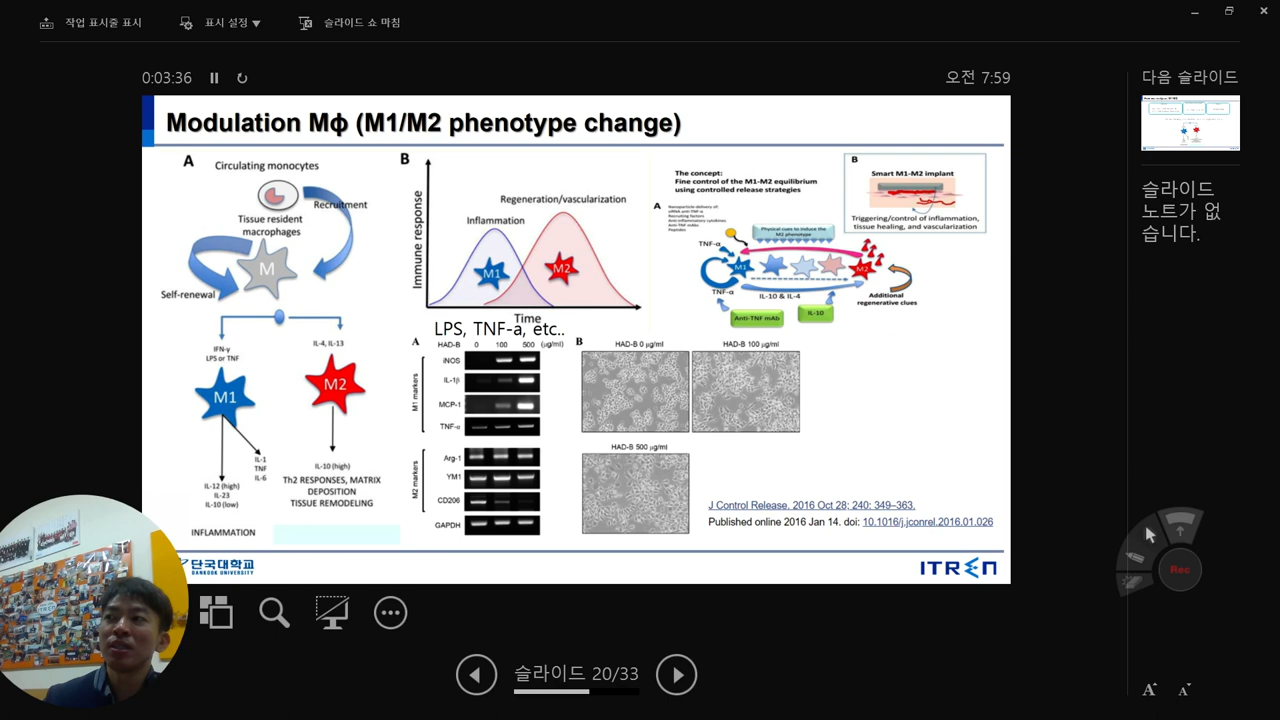 작업 표시줄 표시
표시 설정 ▼
슬라이드 쇼 마침
0:03:36
오전 7:59
다음 슬라이드
슬라이드
노트가 없
습니다.
Modulation Mϕ (M1/M2 phenotype change)
A
Circulating monocytes
Recruitment
Tissue resident
macrophages
M
Self-renewal
IFN-γ
LPS or TNF
IL-4, IL-13
M1
M2
IL-1
TNF
IL-6
IL-12 (high)
IL-23
IL-10 (low)
IL-10 (high)
Th2 RESPONSES, MATRIX
DEPOSITION
TISSUE REMODELING
INFLAMMATION
B
Immune response
Regeneration/vascularization
Inflammation
M1
M2
Time
LPS, TNF-a, etc..
The concept:
Fine control of the M1-M2 equilibrium
using controlled release strategies
A
Nanoparticle-delivery of:
siRNA anti-TNF α
Recruiting factors
Anti-inflammatory cytokines
Anti-TNF mAbs
Peptides
Physical cues to induce the
M2 phenotype
TNF-α
M1
M2
TNF-α
IL-10 & IL-4
Additional
regenerative clues
Anti-TNF mAb
IL-10
B
Smart M1-M2 implant
Triggering/control of inflammation,
tissue healing, and vascularization
A
HAD-B 0 100 500 (μg/ml)
M1 markers
iNOS
IL-1β
MCP-1
TNF-α
M2 markers
Arg-1
YM1
CD206
GAPDH
B
HAD-B 0 μg/ml
HAD-B 100 μg/ml
HAD-B 500 μg/ml
J Control Release. 2016 Oct 28; 240: 349–363.
Published online 2016 Jan 14. doi: 10.1016/j.jconrel.2016.01.026
단국대학교
DANKOOK UNIVERSITY
ITREN
Rec
슬라이드 20/33
A
A